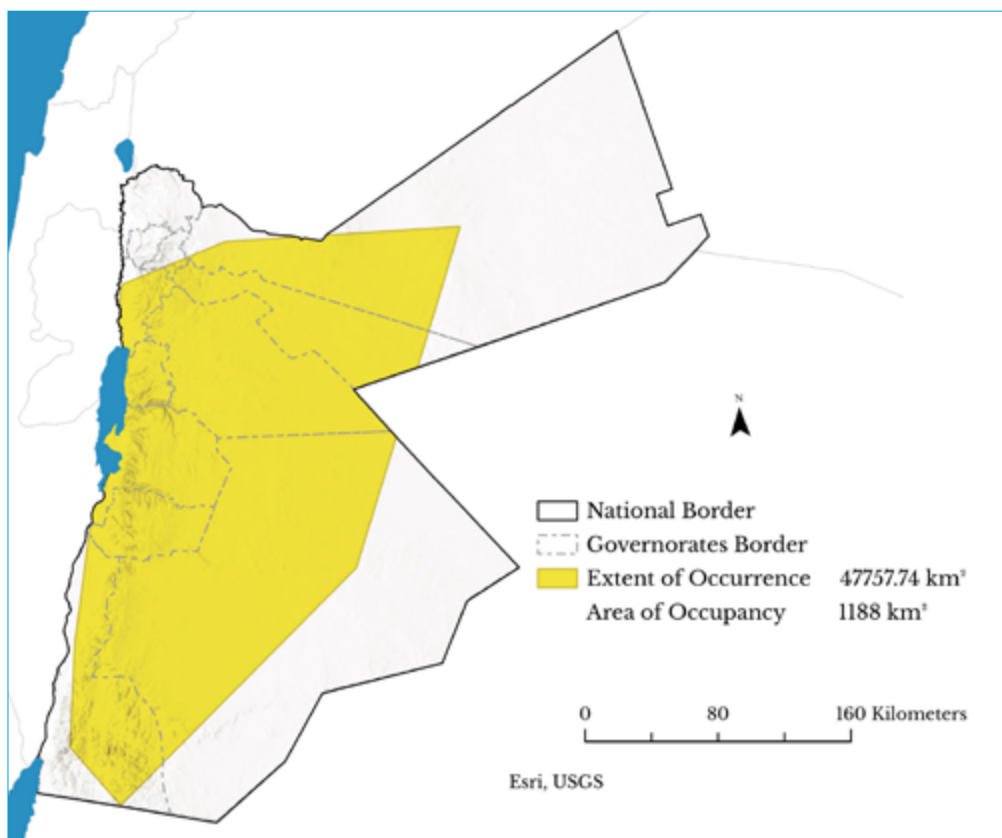 N
National Border
Governorates Border
Extent of Occurrence 47757.74 km²
Area of Occupancy 1188 km²
0 80 160 Kilometers
Esri, USGS